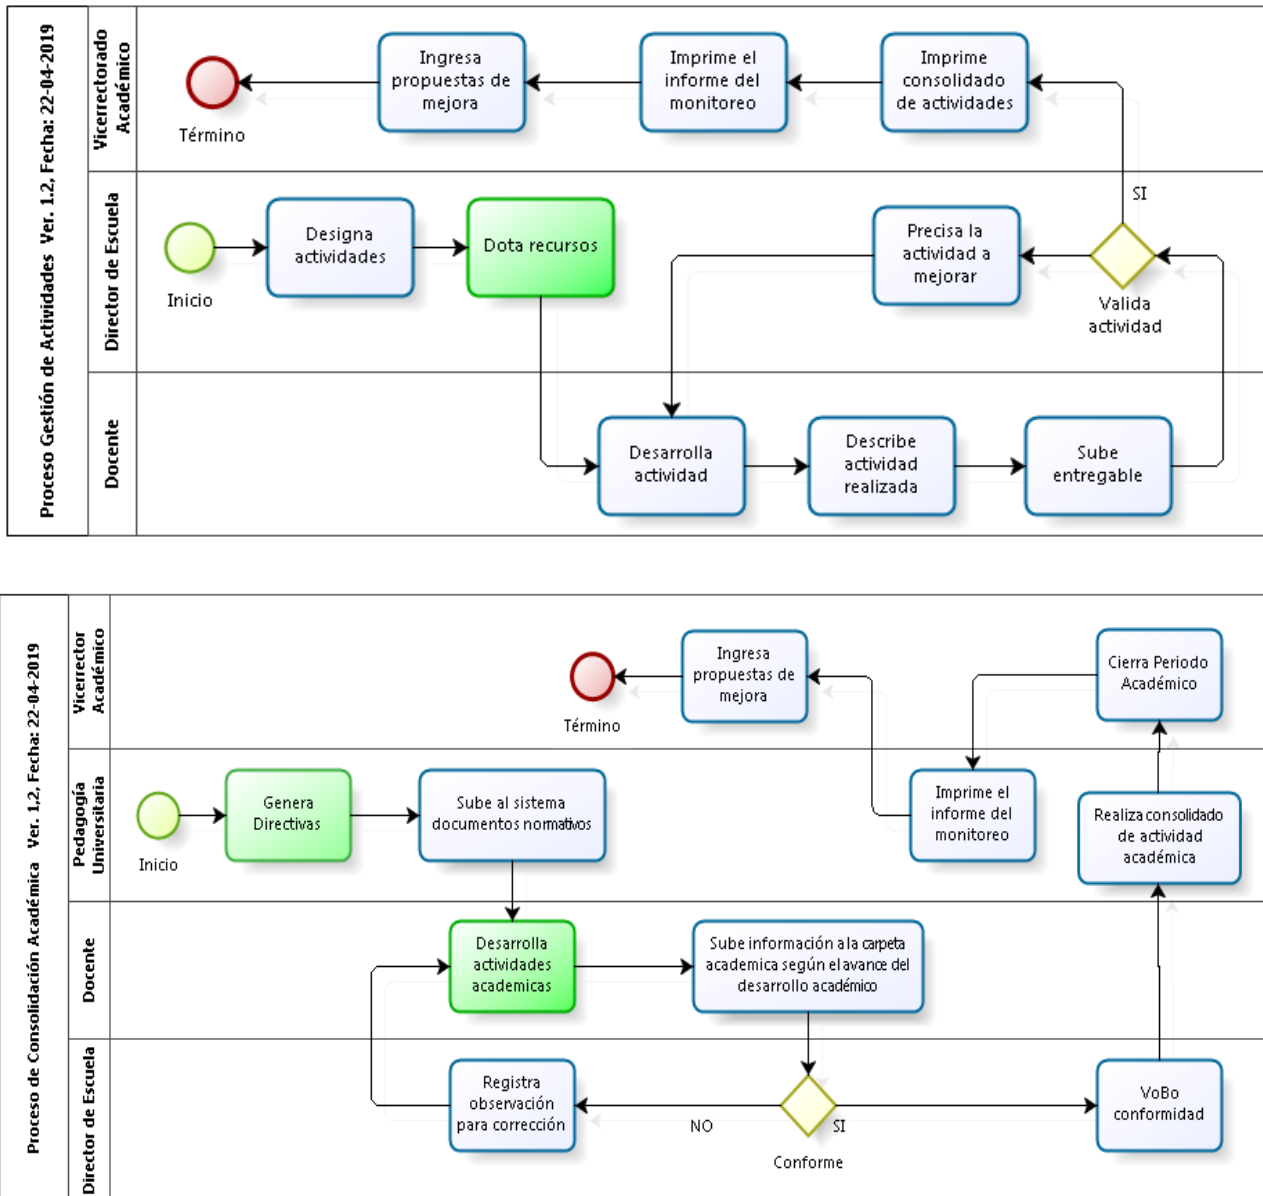 Proceso Gestión de Actividades Ver. 1.2, Fecha: 22-04-2019
Vicerrectorado
Académico
Término
Ingresa
propuestas de
mejora
Imprime el
informe del
monitoreo
Imprime
consolidado
de actividades
Director de Escuela
Inicio
Designa
actividades
Dota recursos
Precisa la
actividad a
mejorar
SI
Valida
actividad
Docente
Desarrolla
actividad
Describe
actividad
realizada
Sube
entregable
Proceso de Consolidación Académica Ver. 1,2, Fecha: 22-04-2019
Vicerrector
Académico
Término
Ingresa
propuestas de
mejora
Cierra Periodo
Académico
Pedagogía
Universitaria
Inicio
Genera
Directivas
Sube al sistema
documentos normativos
Imprime el
informe del
monitoreo
Realiza consolidado
de actividad
académica
Docente
Desarrolla
actividades
academicas
Sube información a la carpeta
academica según el avance del
desarrollo académico
Director de Escuela
Registra
observación
para corrección
NO
SI
Conforme
VoBo
conformidad